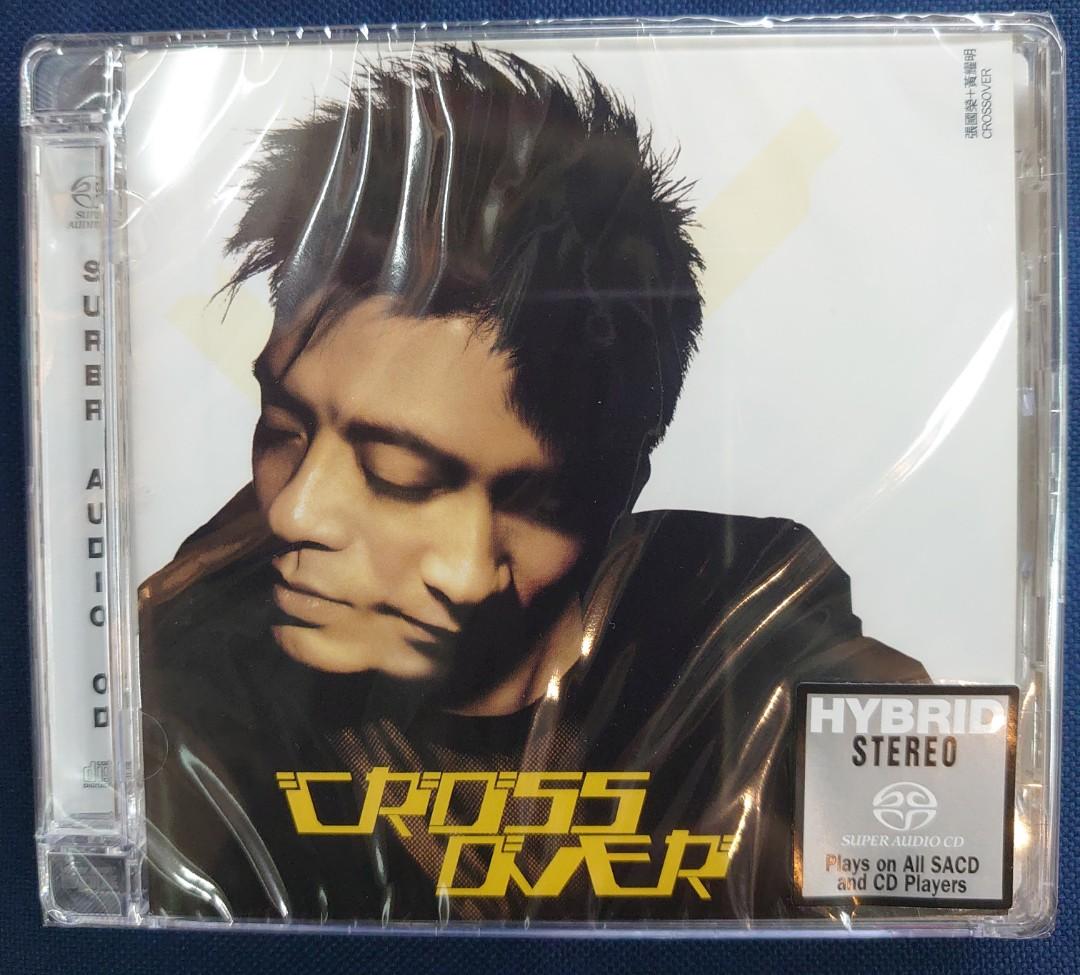 張國榮+黃耀明
CROSSOVER
SUPER AUDIO CD
CROSS
OVER
HYBRID
STEREO
SUPER AUDIO CD
Plays on All SACD
and CD Players